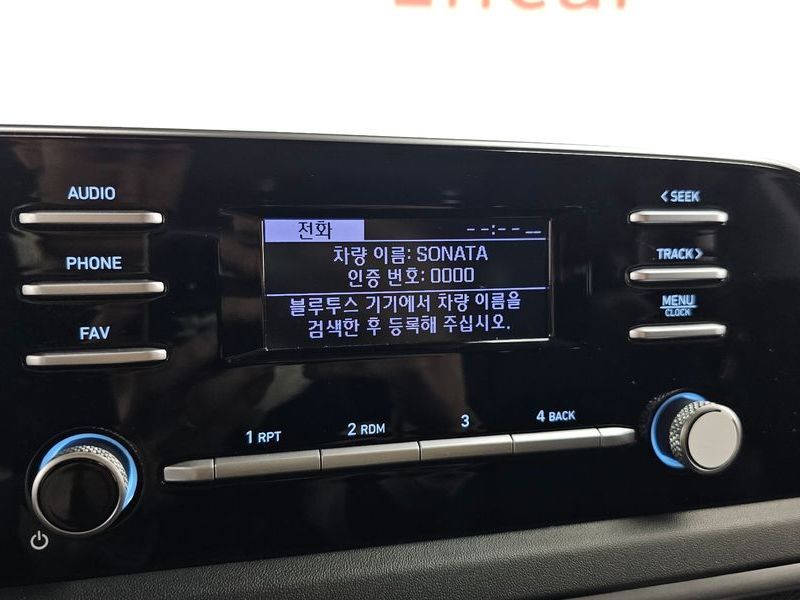 AUDIO
PHONE
FAV
전화
--:--
차량 이름: SONATA
인증 번호: 0000
블루투스 기기에서 차량 이름을
검색한 후 등록해 주십시오.
< SEEK
TRACK >
MENU
CLOCK
1 RPT
2 RDM
3
4 BACK